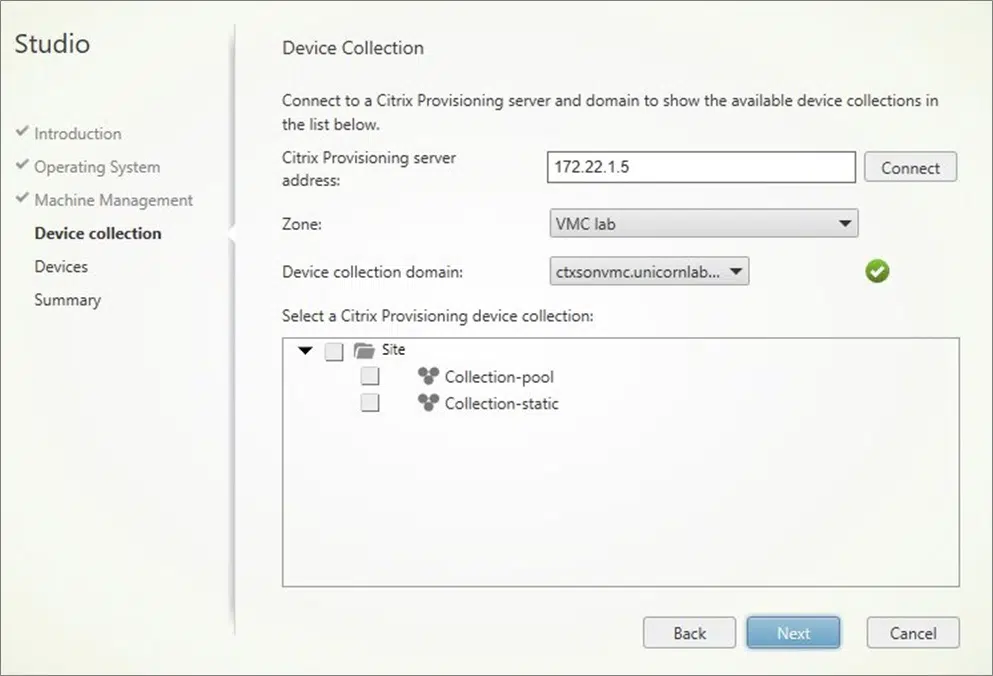 Studio
Introduction
Operating System
Machine Management
Device collection
Devices
Summary
Device Collection
Connect to a Citrix Provisioning server and domain to show the available device collections in
the list below.
Citrix Provisioning server
address:
172.22.1.5
Connect
Zone:
VMC lab
Device collection domain:
ctxsonvmc.unicornlab...
Select a Citrix Provisioning device collection:
Site
Collection-pool
Collection-static
Back
Next
Cancel